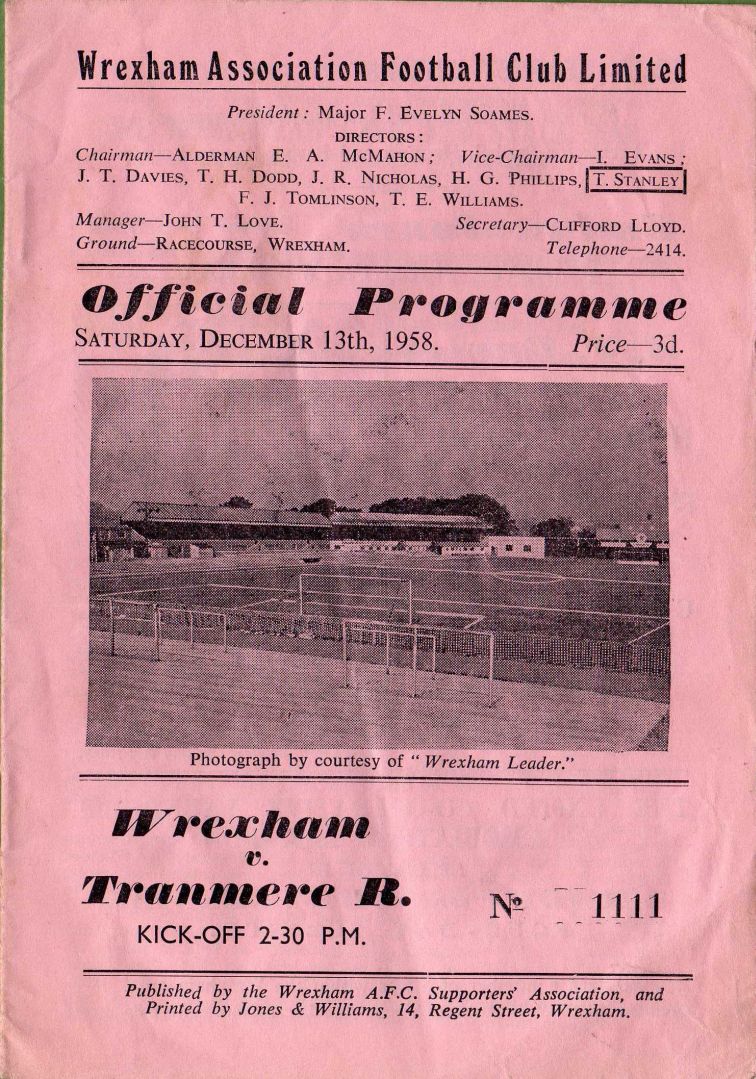 Wrexham Association Football Club Limited
President : Major F. EVELYN SOAMES.
DIRECTORS :
Chairman—ALDERMAN E. A. McMAHON ; Vice-Chairman—I. EVANS ;
J. T. DAVIES, T. H. DODD, J. R. NICHOLAS, H. G. PHILLIPS, T. STANLEY
F. J. TOMLINSON, T. E. WILLIAMS.
Manager—JOHN T. LOVE. Secretary—CLIFFORD LLOYD.
Ground—RACECOURSE, WREXHAM. Telephone—2414.
Official Programme
SATURDAY, DECEMBER 13th, 1958. Price—3d.
Photograph by courtesy of " Wrexham Leader."
Wrexham
v.
Tranmere R.
Nº 1111
KICK-OFF 2-30 P.M.
Published by the Wrexham A.F.C. Supporters' Association, and
Printed by Jones & Williams, 14, Regent Street, Wrexham.